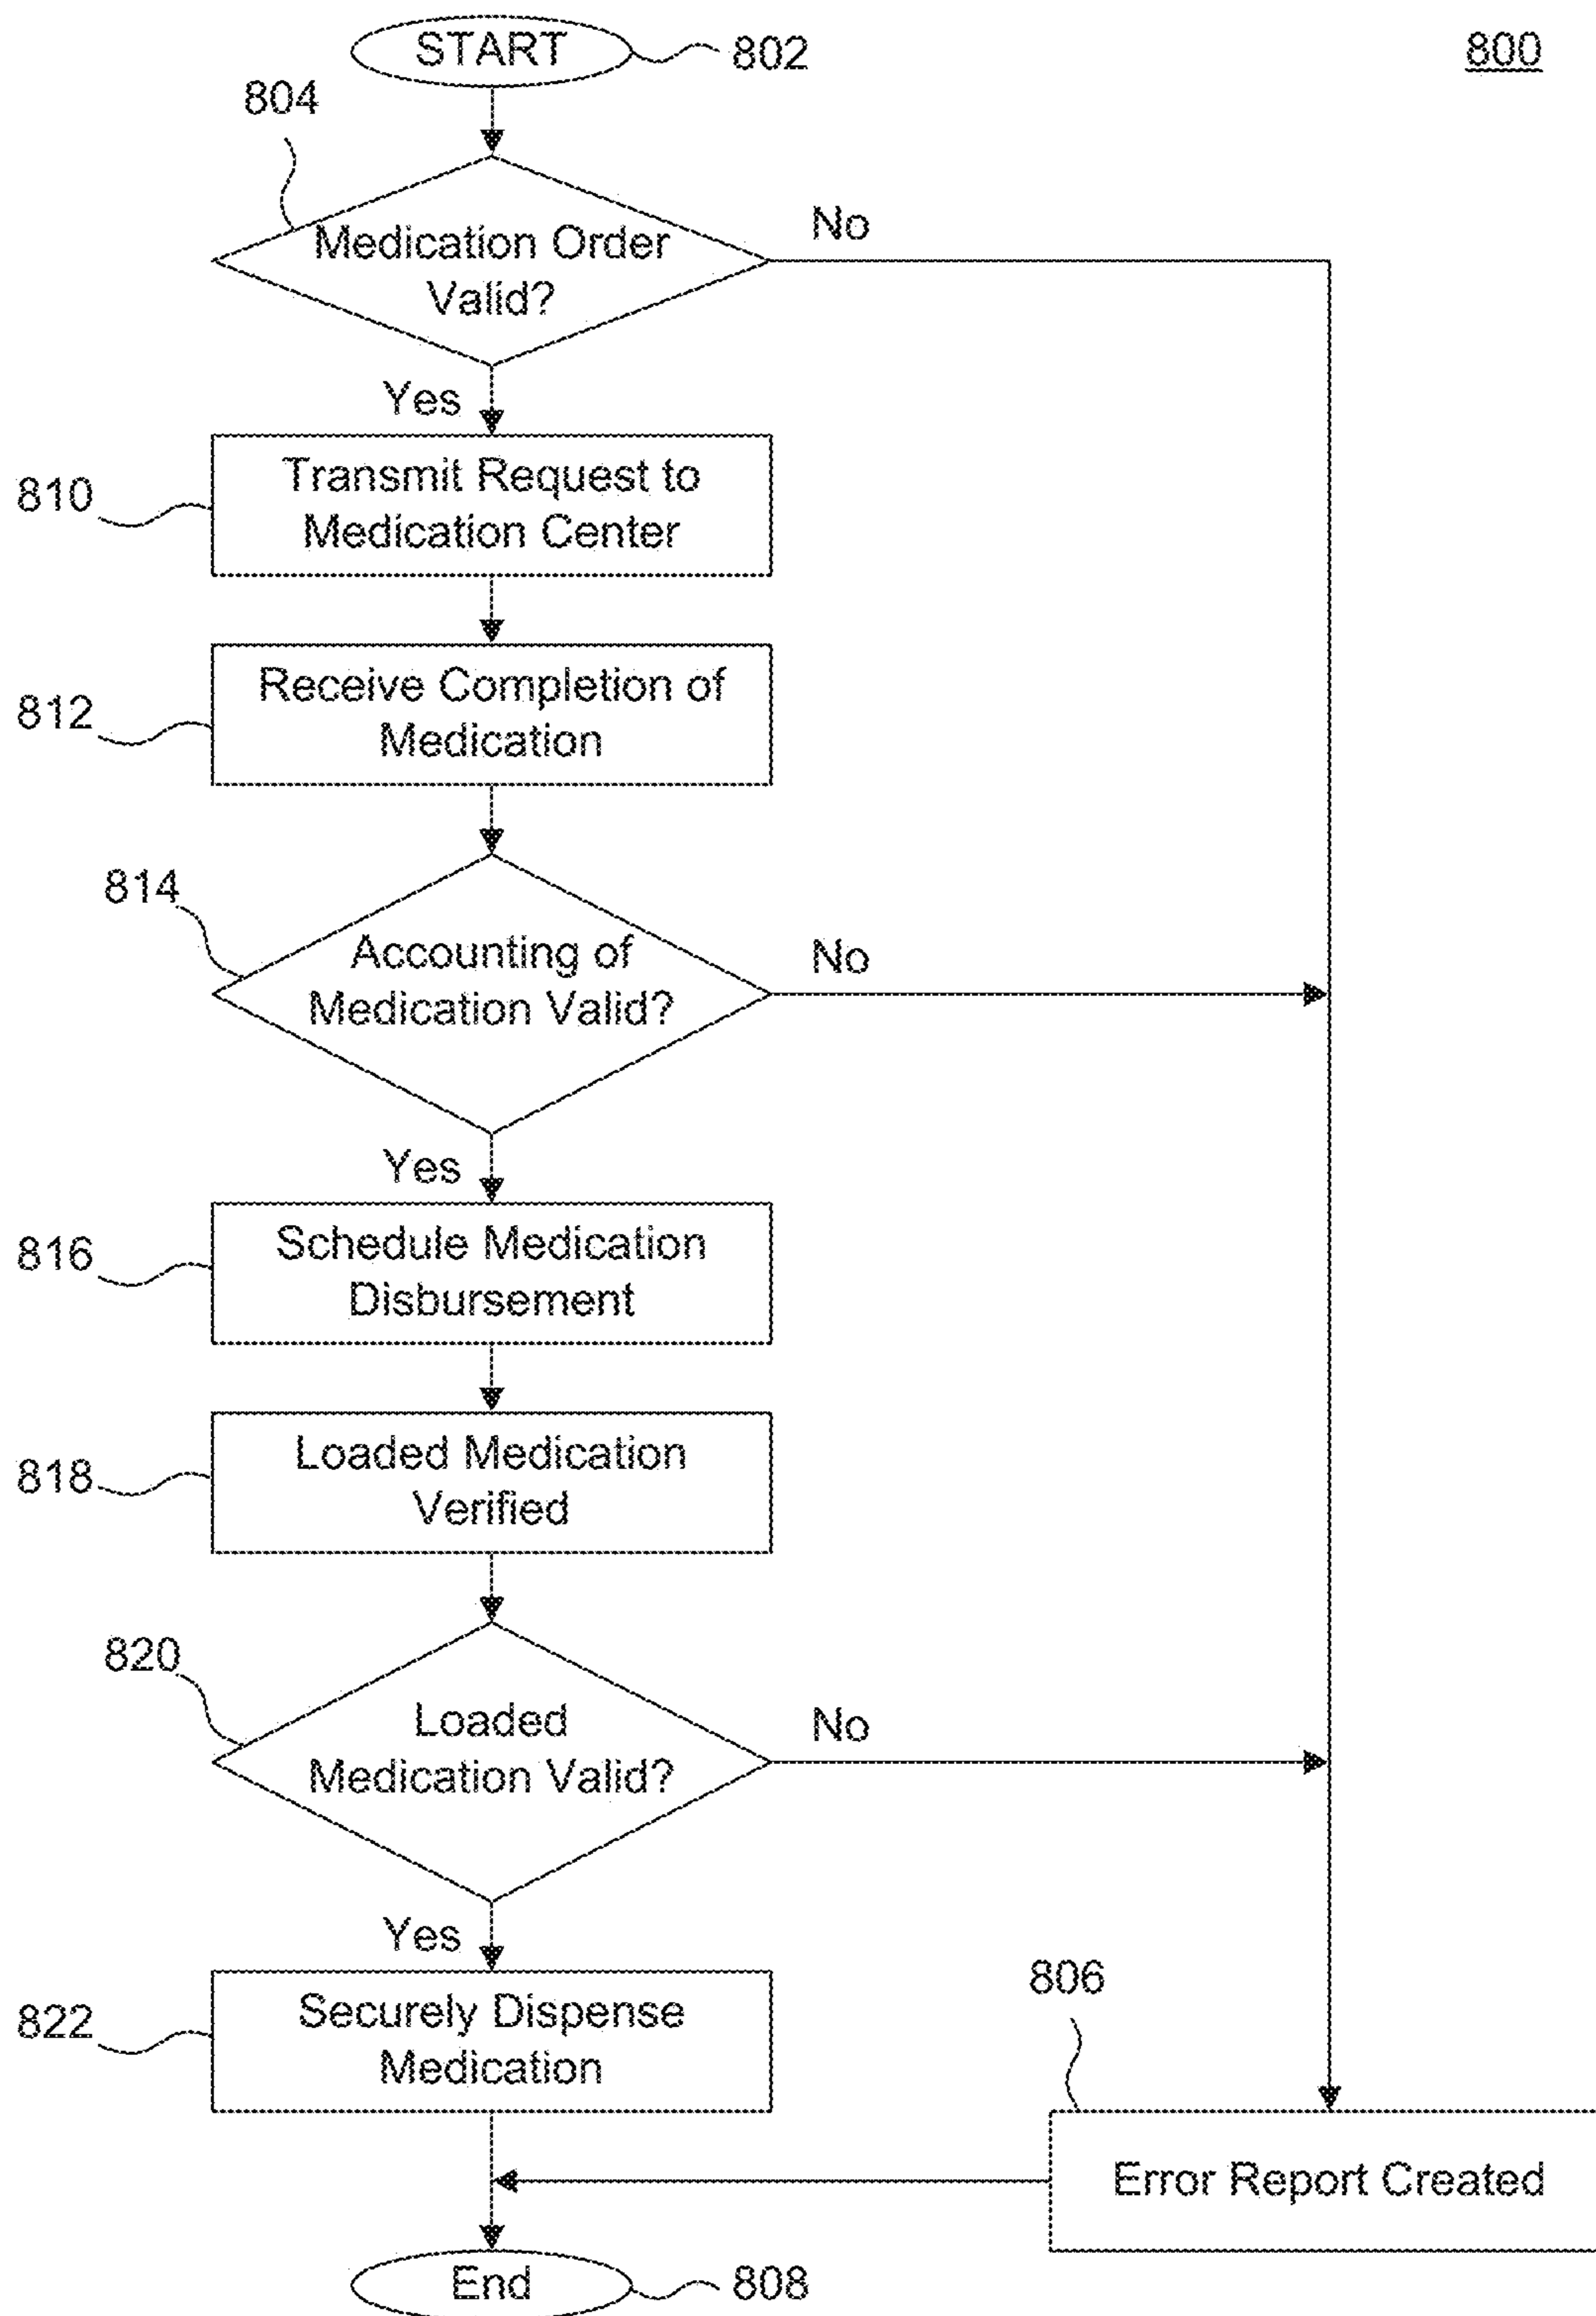 START
802
800
804
Medication Order
Valid?
No
Yes
810
Transmit Request to
Medication Center
812
Receive Completion of
Medication
814
Accounting of
Medication Valid?
No
Yes
816
Schedule Medication
Disbursement
818
Loaded Medication
Verified
820
Loaded
Medication Valid?
No
Yes
822
Securely Dispense
Medication
806
Error Report Created
End
808